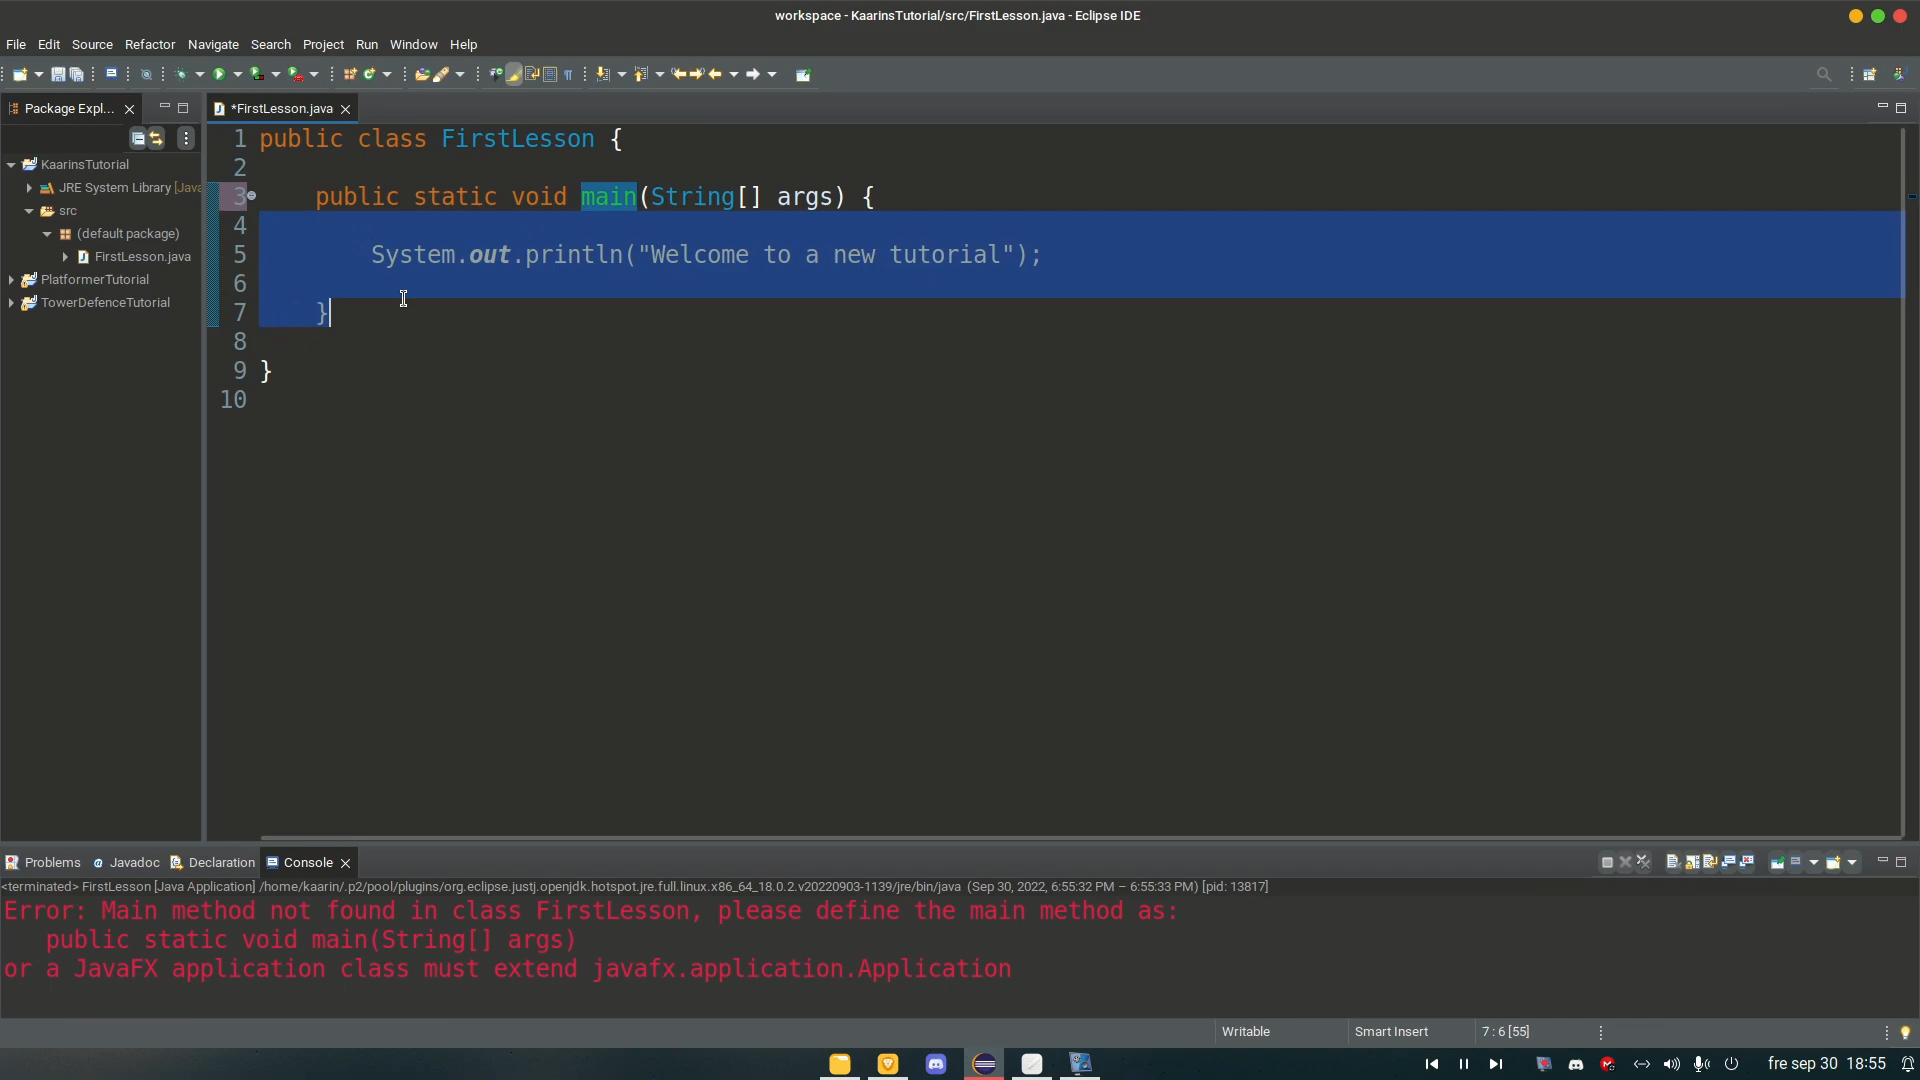 workspace - KaarinsTutorial/src/FirstLesson.java - Eclipse IDE
File Edit Source Refactor Navigate Search Project Run Window Help
Package Expl...
*FirstLesson.java
KaarinsTutorial
JRE System Library [Java
src
(default package)
FirstLesson.java
PlatformerTutorial
TowerDefenceTutorial
1 public class FirstLesson {
2
3 public static void main(String[] args) {
4
5 System.out.println("Welcome to a new tutorial");
6
7 }
8
9 }
10
Problems Javadoc Declaration Console
<terminated> FirstLesson [Java Application] /home/kaarin/.p2/pool/plugins/org.eclipse.justj.openjdk.hotspot.jre.full.linux.x86_64_18.0.2.v20220903-1139/jre/bin/java (Sep 30, 2022, 6:55:32 PM – 6:55:33 PM) [pid: 13817]
Error: Main method not found in class FirstLesson, please define the main method as:
public static void main(String[] args)
or a JavaFX application class must extend javafx.application.Application
Writable Smart Insert 7 : 6 [55]
fre sep 30 18:55